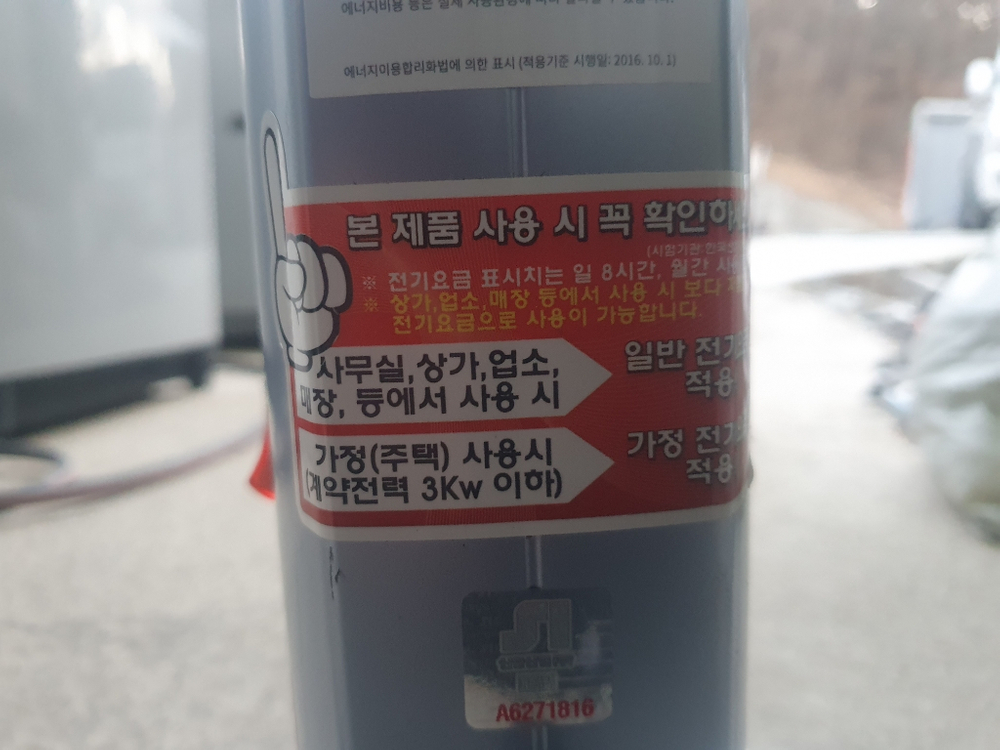 에너지이용합리화법에 의한 표시 (적용기준 시행일: 2016. 10. 1)
본 제품 사용 시 꼭 확인하
(시험기관:한국
※ 전기요금 표시치는 일 8시간, 월간
※ 상가,업소,매장 등에서 사용 시 보다
전기요금으로 사용이 가능합니다.
사무실,상가,업소,
매장, 등에서 사용 시
일반 전기
적용
가정(주택) 사용시
(계약전력 3Kw 이하)
가정 전기
적용
A6271816